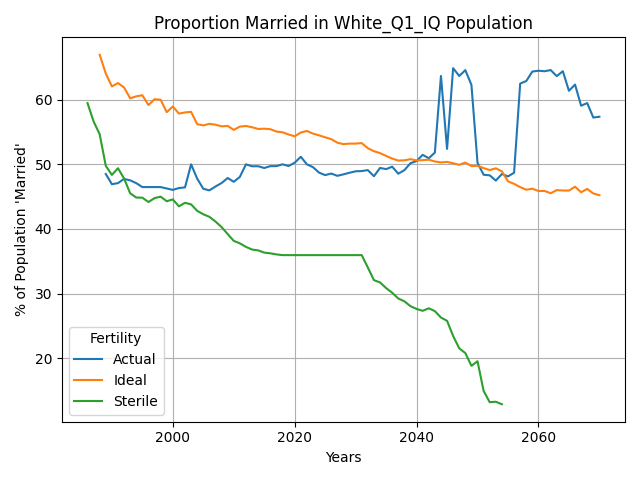 Proportion Married in White_Q1_IQ Population
% of Population 'Married'
60
50
40
30
20
Fertility
Actual
Ideal
Sterile
2000
2020
2040
2060
Years